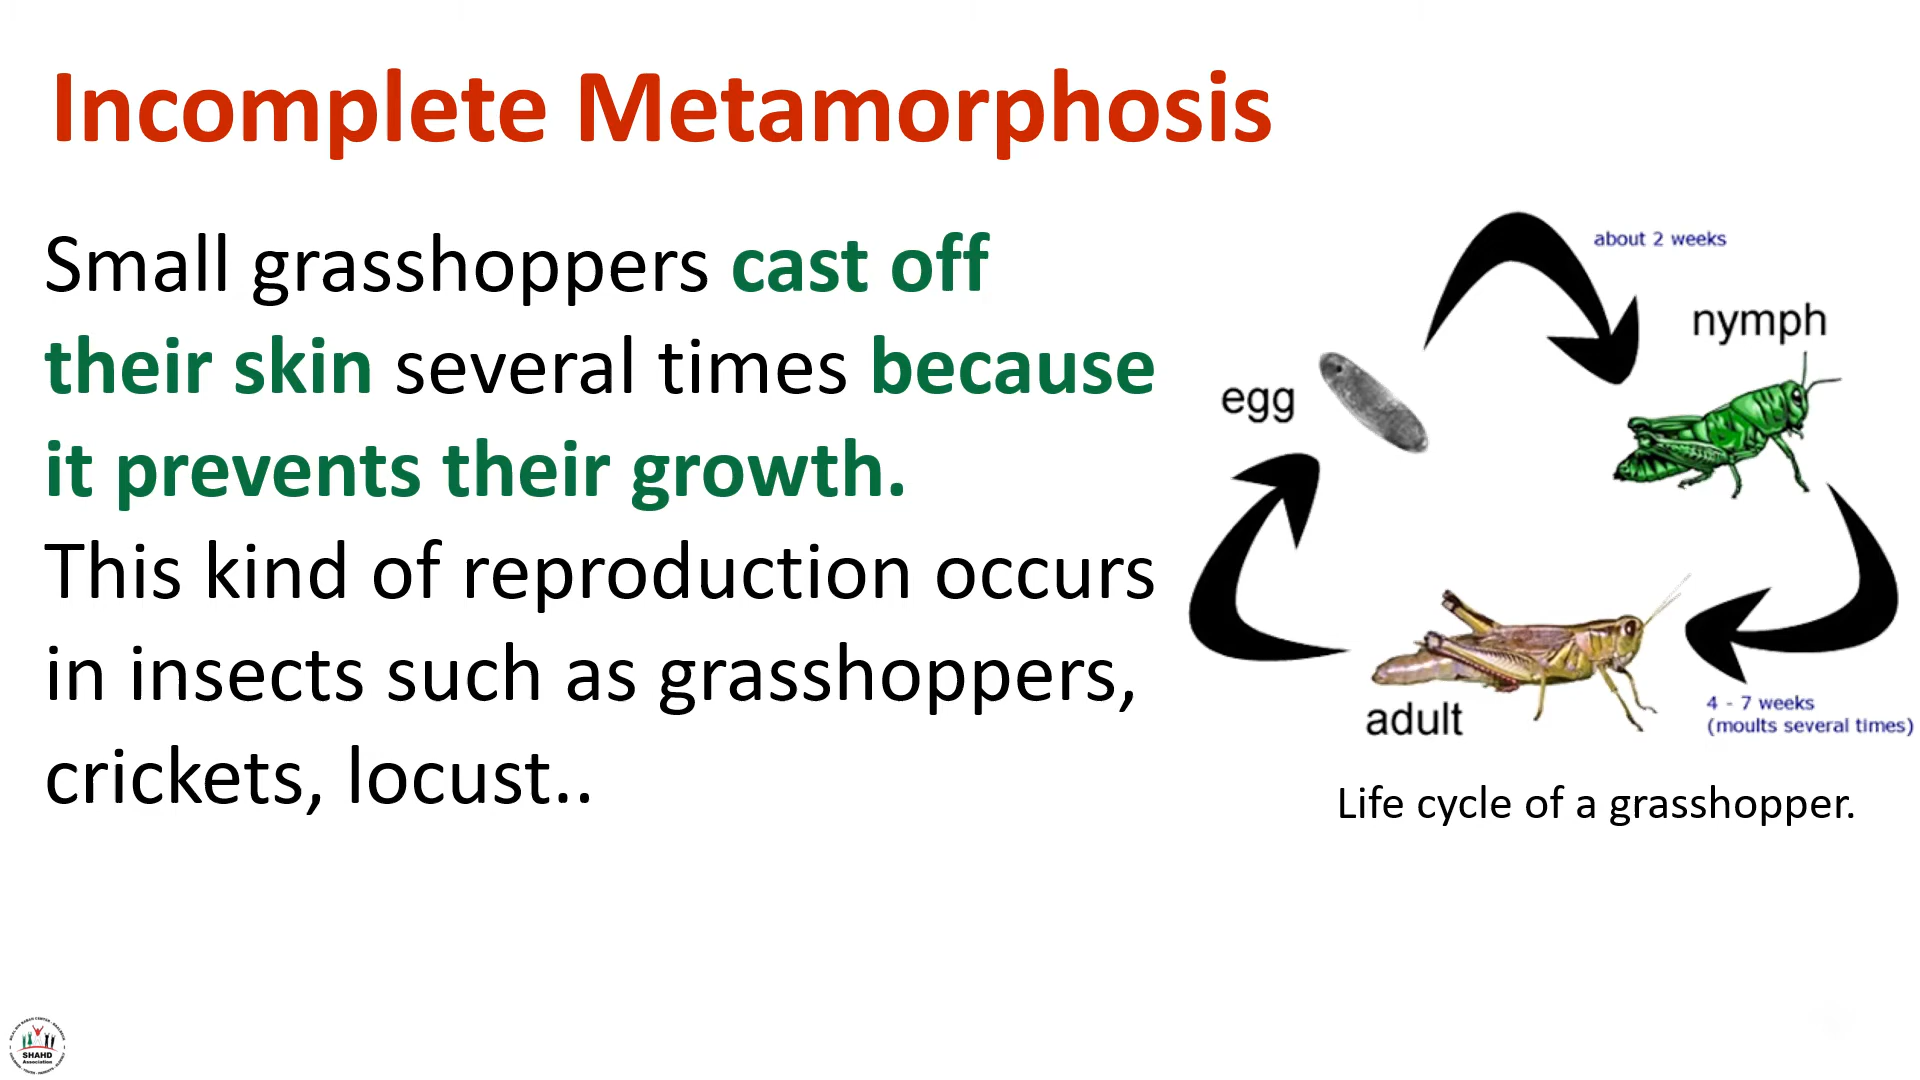 Incomplete Metamorphosis
Small grasshoppers cast off
their skin several times because
it prevents their growth.
This kind of reproduction occurs
in insects such as grasshoppers,
crickets, locust..
about 2 weeks
nymph
egg
adult
4 - 7 weeks
(moults several times)
Life cycle of a grasshopper.
SHAHD
Association